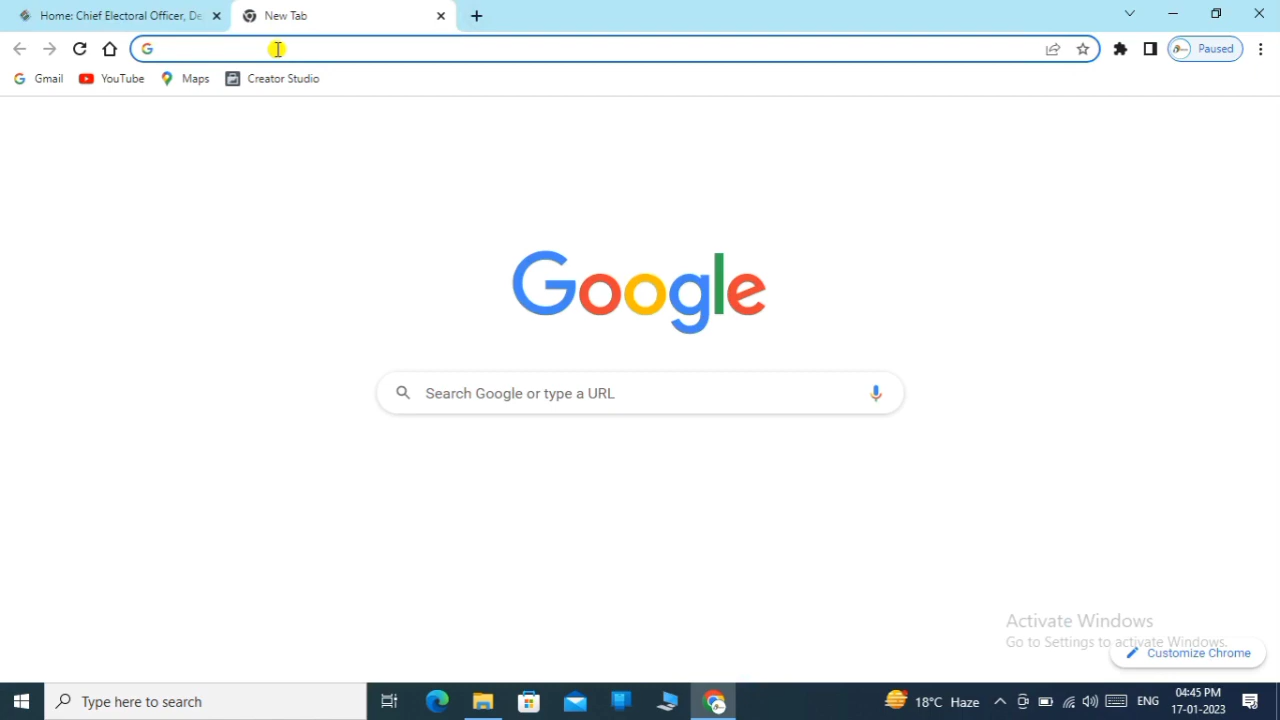 Home: Chief Electoral Officer, De
New Tab
Paused
Gmail
YouTube
Maps
Creator Studio
Google
Search Google or type a URL
Activate Windows
Go to Settings to activate Windows.
Customize Chrome
Type here to search
18°C Haze
ENG
04:45 PM
17-01-2023